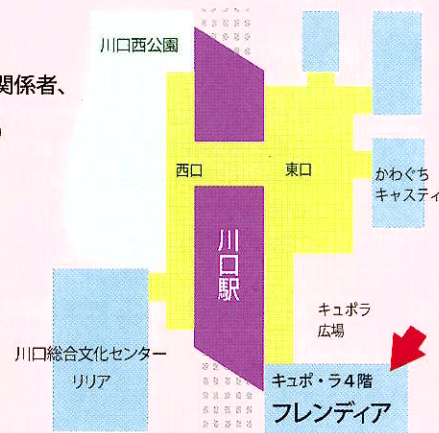 川口西公園
関係者、
西口
東口
かわぐち
キャスティ
川口駅
キュポラ
広場
川口総合文化センター
リリア
キュポ・ラ4階
フレンディア